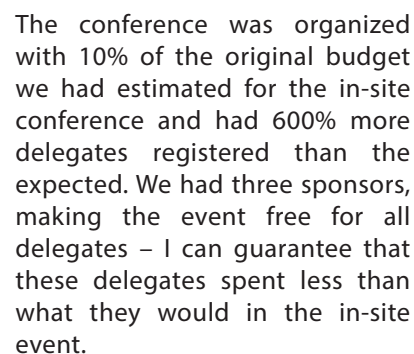 The conference was organized
with 10% of the original budget
we had estimated for the in-site
conference and had 600% more
delegates registered than the
expected. We had three sponsors,
making the event free for all
delegates – I can guarantee that
these delegates spent less than
what they would in the in-site
event.